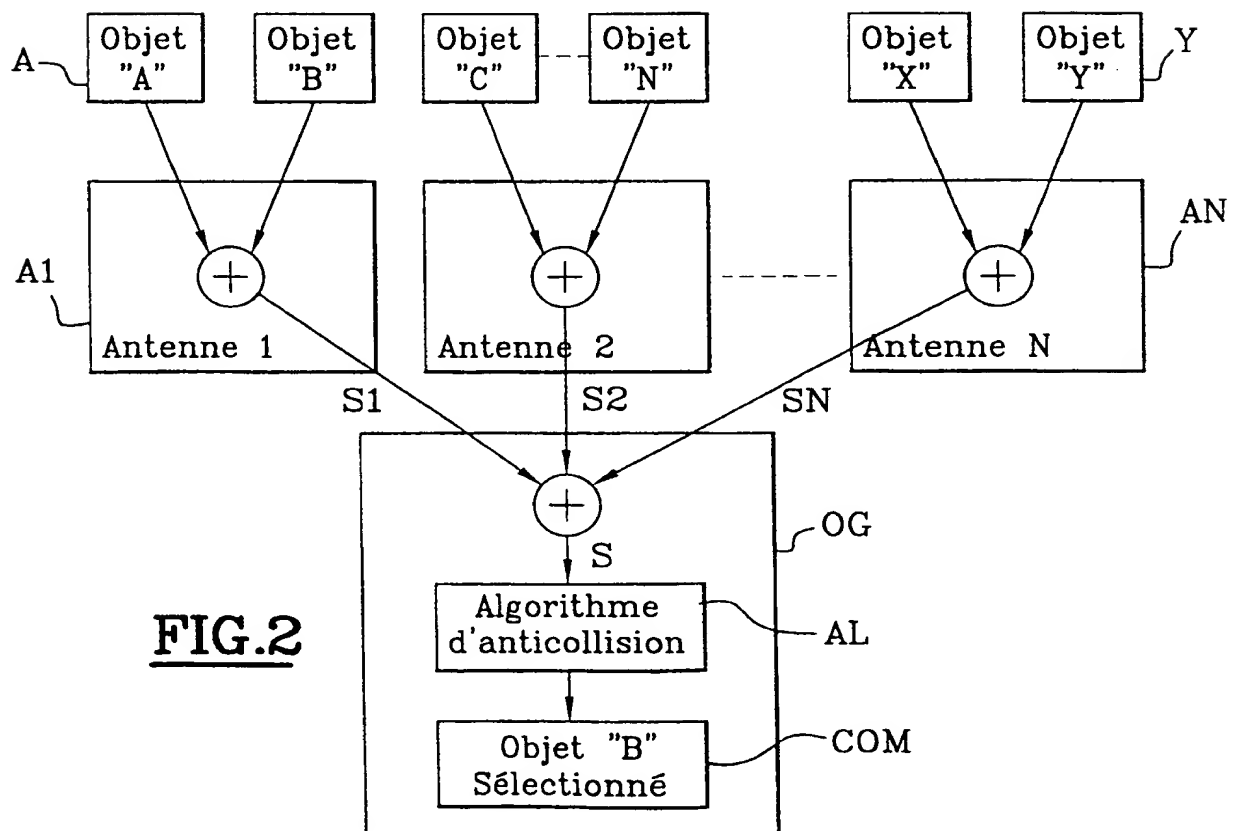 Objet
"A"
Objet
"B"
Objet
"C"
Objet
"N"
Objet
"X"
Objet
"Y"
A
Y
A1
AN
Antenne 1
Antenne 2
Antenne N
S1
S2
SN
OG
S
Algorithme
d'anticollision
AL
FIG.2
Objet "B"
Sélectionné
COM